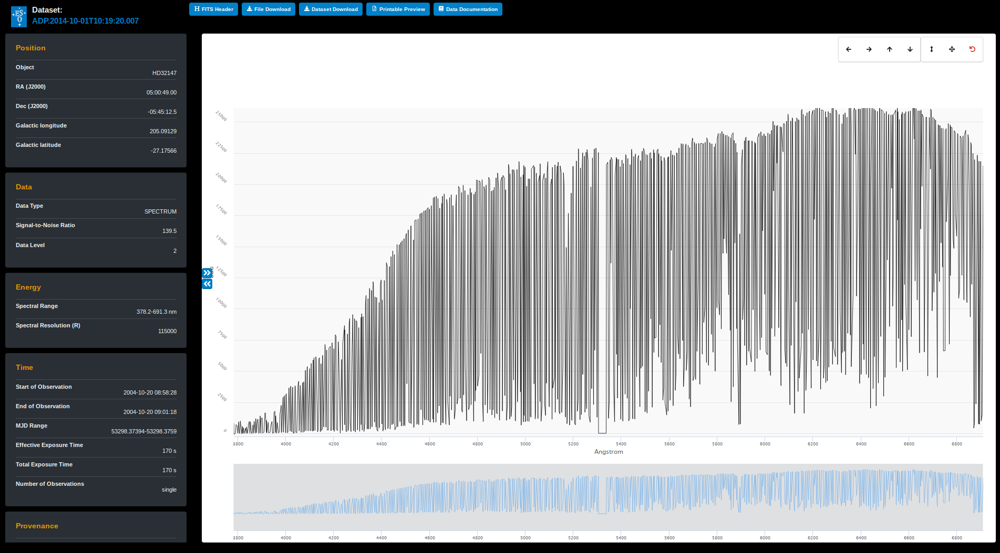 Dataset:
ADP.2014-10-01T10:19:20.007
FITS Header
File Download
Dataset Download
Printable Preview
Data Documentation
Position
Object
HD32147
RA (J2000)
05:00:49.00
Dec (J2000)
-05:45:12.5
Galactic longitude
205.09129
Galactic latitude
-27.17566
Data
Data Type
SPECTRUM
Signal-to-Noise Ratio
139.5
Data Level
2
Energy
Spectral Range
378.2-691.3 nm
Spectral Resolution (R)
115000
Time
Start of Observation
2004-10-20 08:58:28
End of Observation
2004-10-20 09:01:18
MJD Range
53298.37394-53298.3759
Effective Exposure Time
170 s
Total Exposure Time
170 s
Number of Observations
single
Provenance
25000
22500
20000
17500
15000
12500
10000
7500
5000
2500
0
3800 4000 4200 4400 4600 4800 5000 5200 5400 5600 5800 6000 6200 6400 6600 6800
Angstrom
3800 4000 4200 4400 4600 4800 5000 5200 5400 5600 5800 6000 6200 6400 6600 6800